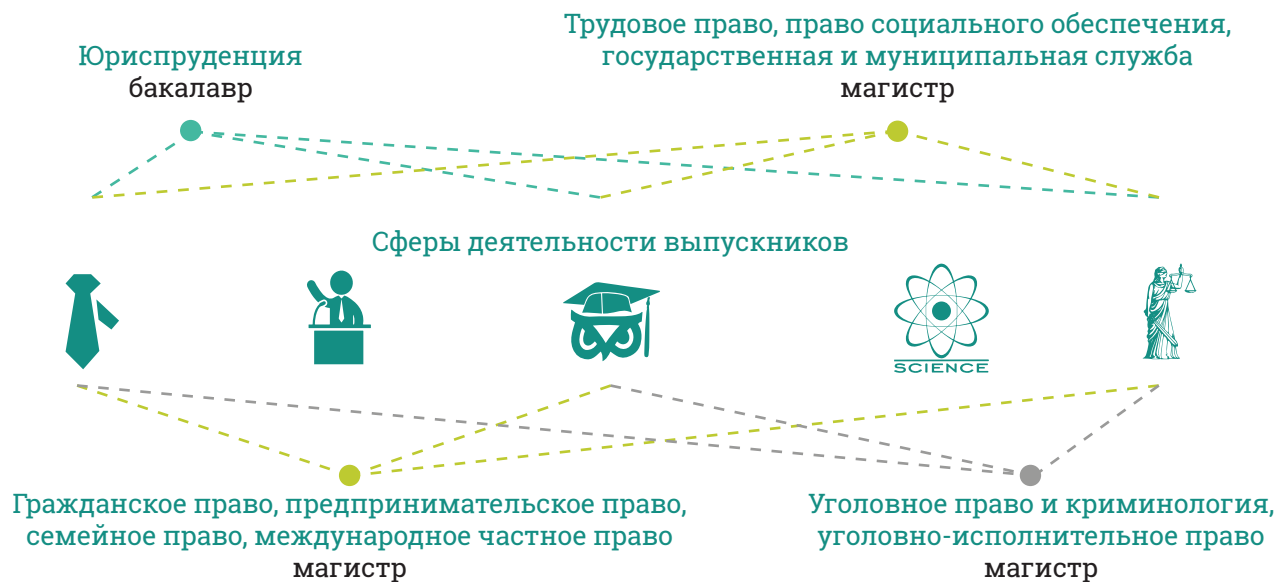 Юриспруденция
бакалавр
Трудовое право, право социального обеспечения,
государственная и муниципальная служба
магистр
Сферы деятельности выпускников
SCIENCE
Гражданское право, предпринимательское право,
семейное право, международное частное право
магистр
Уголовное право и криминология,
уголовно-исполнительное право
магистр